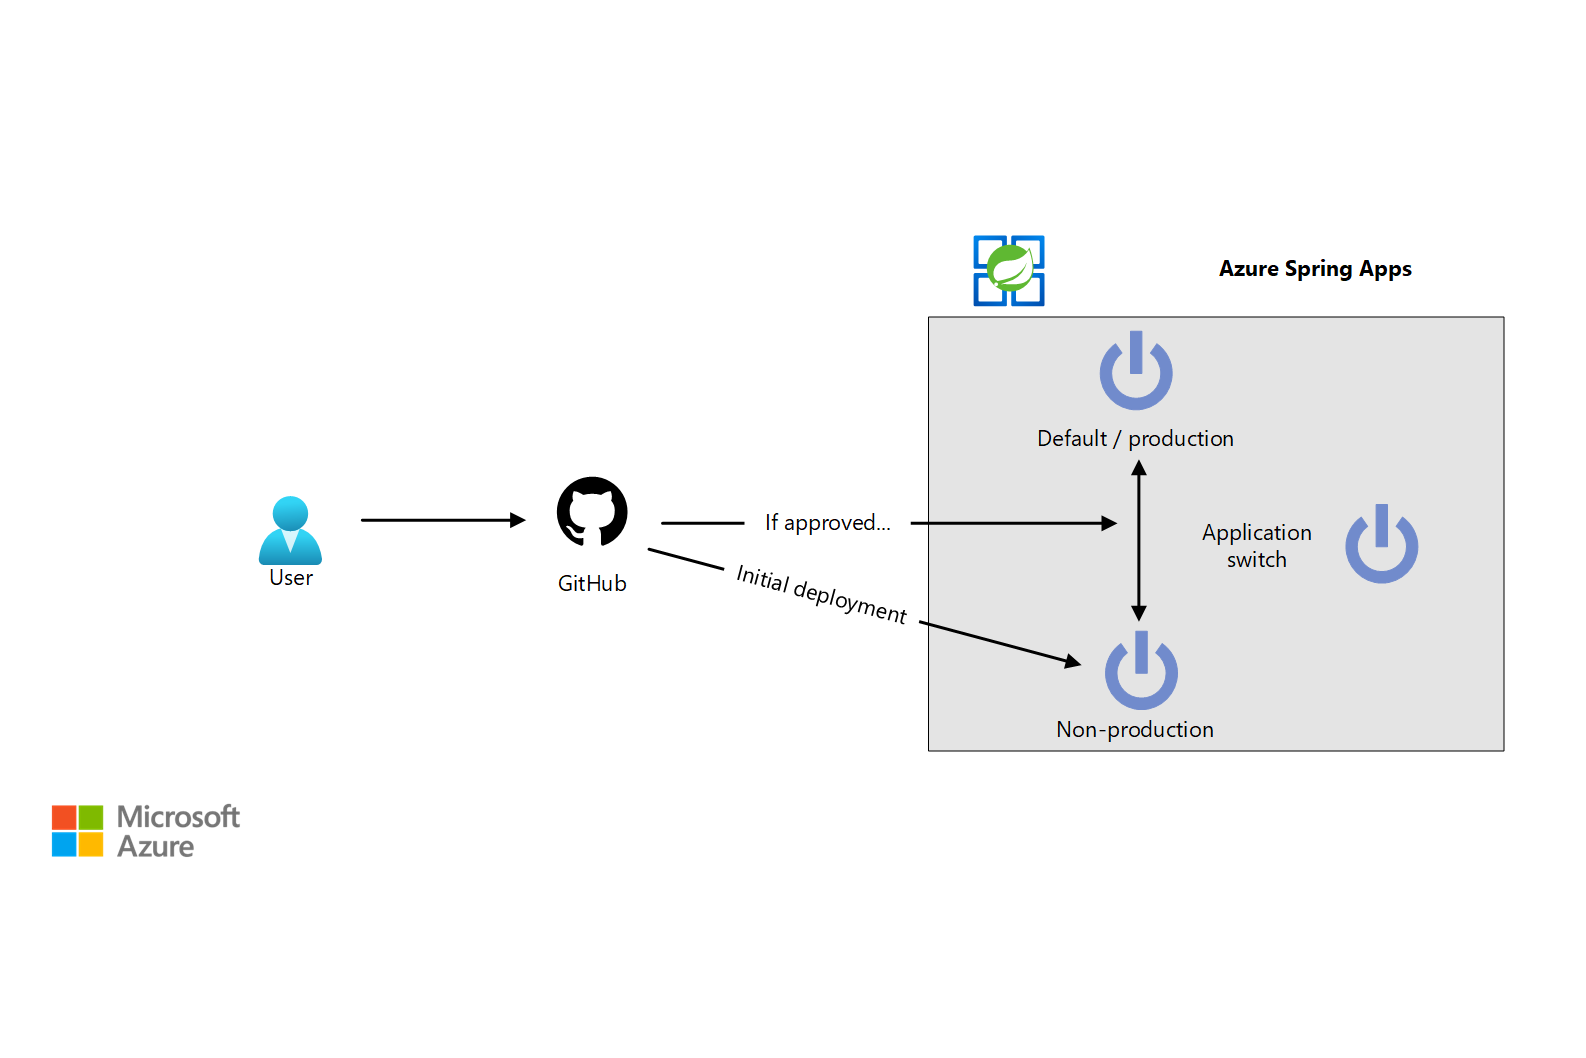 Azure Spring Apps
Default / production
User
GitHub
If approved...
Initial deployment
Application
switch
Non-production
Microsoft
Azure